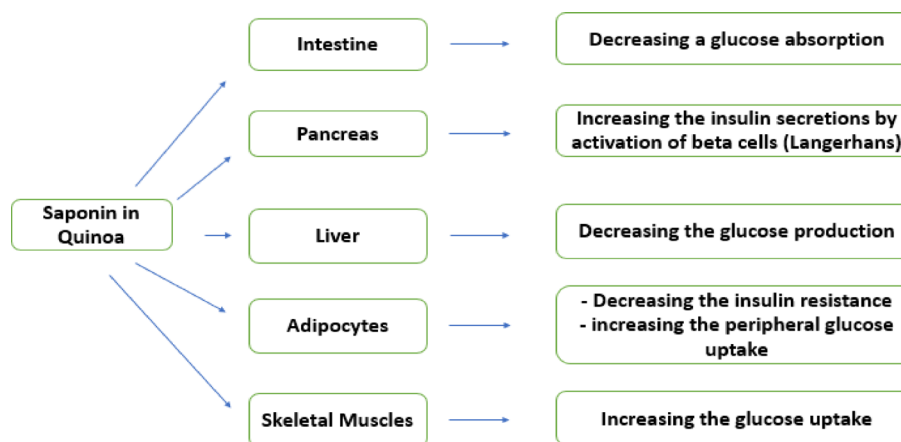 Intestine
Decreasing a glucose absorption
Pancreas
Increasing the insulin secretions by
activation of beta cells (Langerhans)
Saponin in
Quinoa
Liver
Decreasing the glucose production
Adipocytes
- Decreasing the insulin resistance
- increasing the peripheral glucose
uptake
Skeletal Muscles
Increasing the glucose uptake